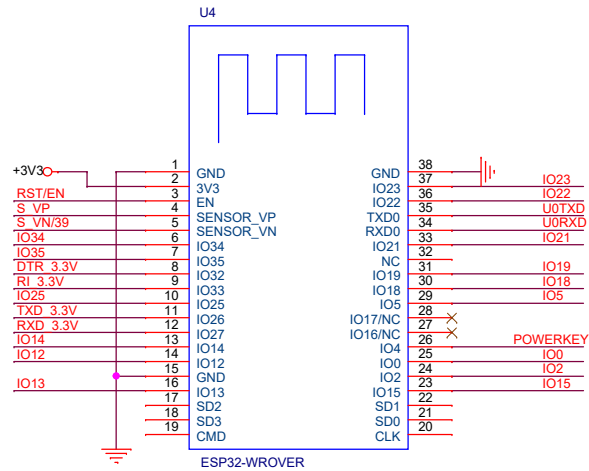 U4
1 GND GND 38
+3V3 2 3V3 IO23 37 IO23
RST/EN 3 EN IO22 36 IO22
S_VP 4 SENSOR_VP TXD0 35 U0TXD
S_VN/39 5 SENSOR_VN RXD0 34 U0RXD
IO34 6 IO34 IO21 33 IO21
IO35 7 IO35 NC 32
DTR_3.3V 8 IO32 IO19 31 IO19
RI_3.3V 9 IO33 IO18 30 IO18
IO25 10 IO25 IO5 29 IO5
TXD_3.3V 11 IO26 IO17/NC 28
RXD_3.3V 12 IO27 IO16/NC 27
IO14 13 IO14 IO4 26 POWERKEY
IO12 14 IO12 IO0 25 IO0
15 GND IO2 24 IO2
IO13 16 IO13 IO15 23 IO15
17 SD2 SD1 22
18 SD3 SD0 21
19 CMD CLK 20
ESP32-WROVER